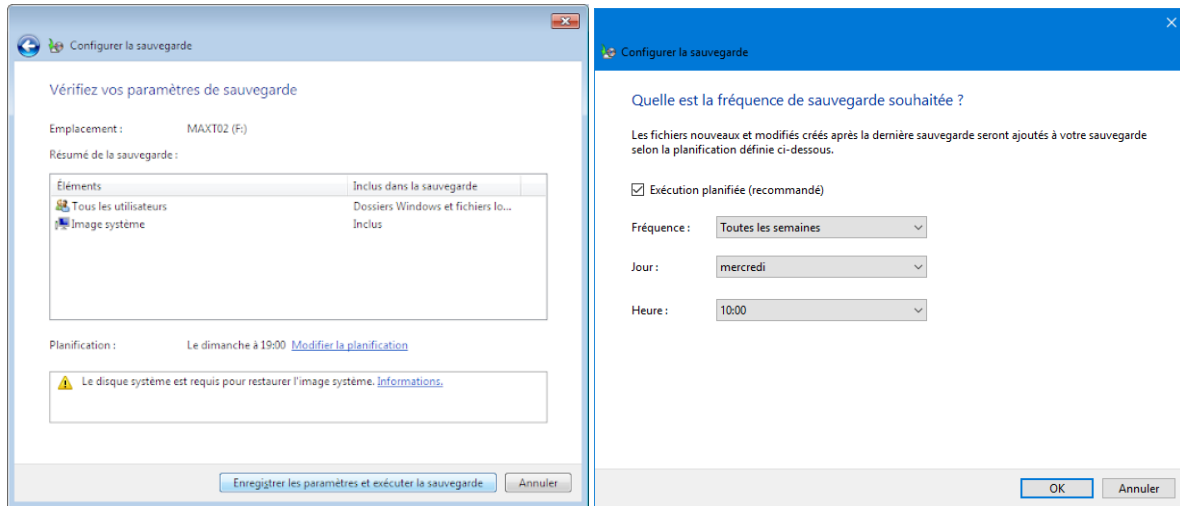 Configurer la sauvegarde
Vérifiez vos paramètres de sauvegarde
Emplacement : MAXT02 (F:)
Résumé de la sauvegarde :
Éléments Inclus dans la sauvegarde
Tous les utilisateurs Dossiers Windows et fichiers lo...
Image système Inclus
Planification : Le dimanche à 19:00 Modifier la planification
Le disque système est requis pour restaurer l'image système. Informations.
Enregistrer les paramètres et exécuter la sauvegarde Annuler
Configurer la sauvegarde
Quelle est la fréquence de sauvegarde souhaitée ?
Les fichiers nouveaux et modifiés créés après la dernière sauvegarde seront ajoutés à votre sauvegarde
selon la planification définie ci-dessous.
Exécution planifiée (recommandé)
Fréquence : Toutes les semaines
Jour : mercredi
Heure : 10:00
OK Annuler